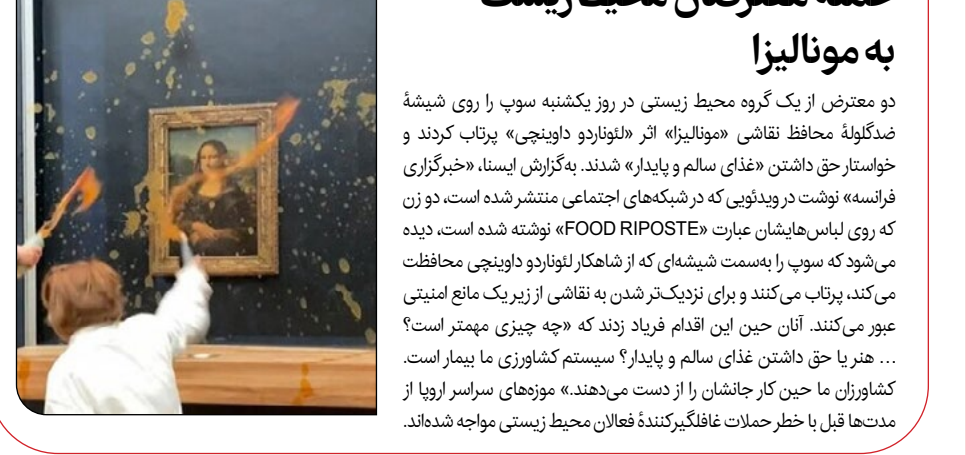 حمله معترضان محیط زیست
به مونالیزا
دو معترض از یک گروه محیط زیستی در روز یکشنبه سوپ را روی شیشهٔ
ضدگلولهٔ محافظ نقاشی «مونالیزا» اثر «لئوناردو داوینچی» پرتاب کردند و
خواستار حق داشتن «غذای سالم و پایدار» شدند. به‌گزارش ایسنا، «خبرگزاری
فرانسه» نوشت در ویدئویی که در شبکه‌های اجتماعی منتشر شده است، دو زن
که روی لباس‌هایشان عبارت «FOOD RIPOSTE» نوشته شده است، دیده
می‌شود که سوپ را به‌سمت شیشه‌ای که از شاهکار لئوناردو داوینچی محافظت
می‌کند، پرتاب می‌کنند و برای نزدیک‌تر شدن به نقاشی از زیر یک مانع امنیتی
عبور می‌کنند. آنان حین این اقدام فریاد زدند که «چه چیزی مهمتر است؟
... هنر یا حق داشتن غذای سالم و پایدار؟ سیستم کشاورزی ما بیمار است.
کشاورزان ما حین کار جانشان را از دست می‌دهند.» موزه‌های سراسر اروپا از
مدت‌ها قبل با خطر حملات غافلگیرکنندهٔ فعالان محیط زیستی مواجه شده‌اند.